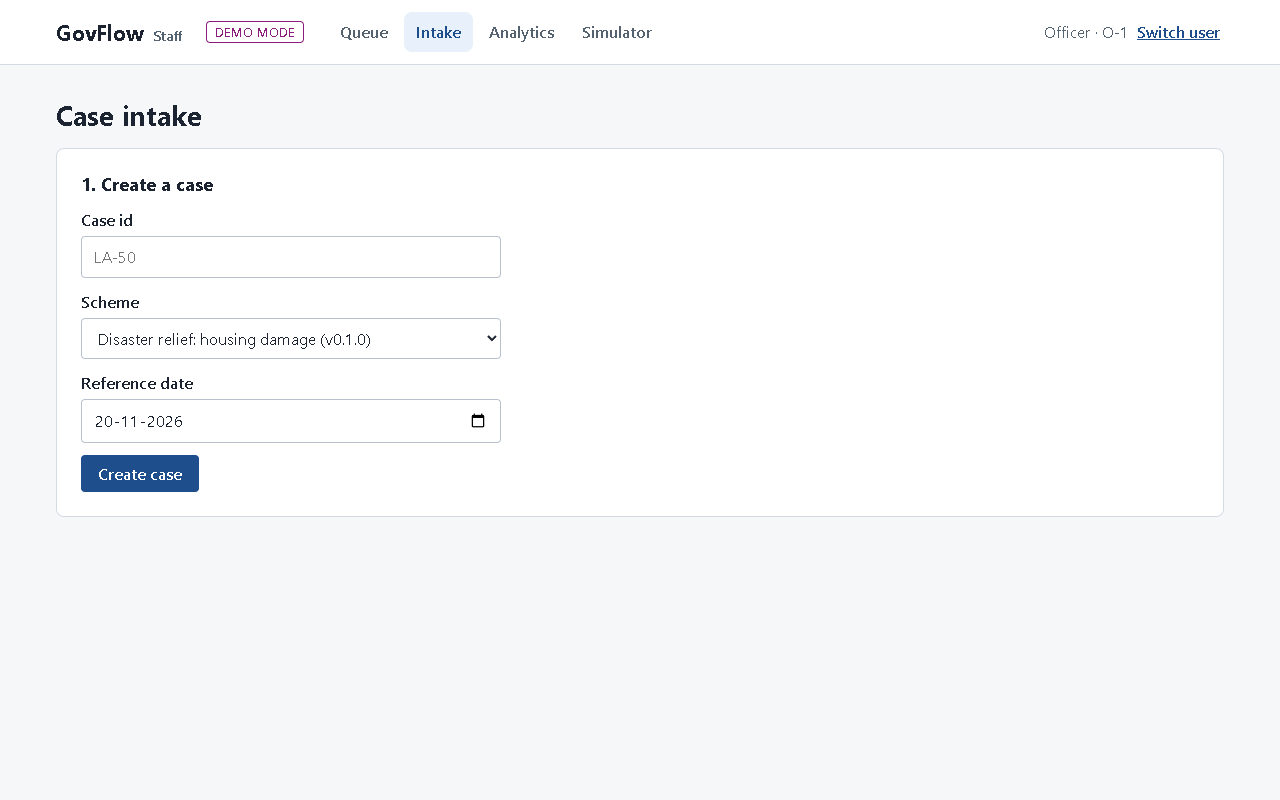 GovFlow Staff DEMO MODE Queue Intake Analytics Simulator Officer · O-1 Switch user
Case intake
1. Create a case
Case id
LA-50
Scheme
Disaster relief: housing damage (v0.1.0)
Reference date
20-11-2026
Create case